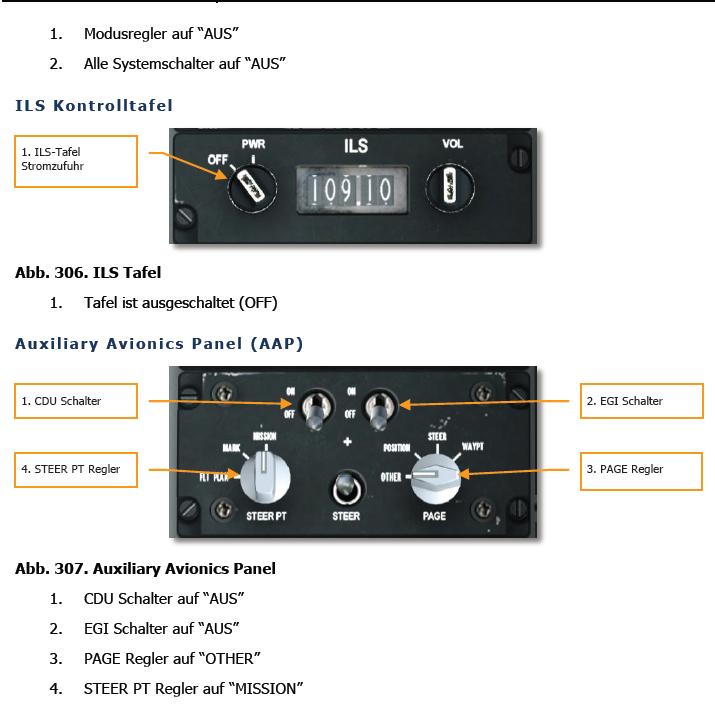 1. Modusregler auf “AUS”
2. Alle Systemschalter auf “AUS”
ILS Kontrolltafel
1. ILS-Tafel
Stromzufuhr
PWR
ILS
VOL
OFF
109.10
Abb. 306. ILS Tafel
1. Tafel ist ausgeschaltet (OFF)
Auxiliary Avionics Panel (AAP)
1. CDU Schalter
ON
ON
2. EGI Schalter
OFF
OFF
MISSION
STEER
MARK
POSITION
WAYPT
4. STEER PT Regler
3. PAGE Regler
FLT PLAN
OTHER
STEER PT
STEER
PAGE
Abb. 307. Auxiliary Avionics Panel
1. CDU Schalter auf “AUS”
2. EGI Schalter auf “AUS”
3. PAGE Regler auf “OTHER”
4. STEER PT Regler auf “MISSION”